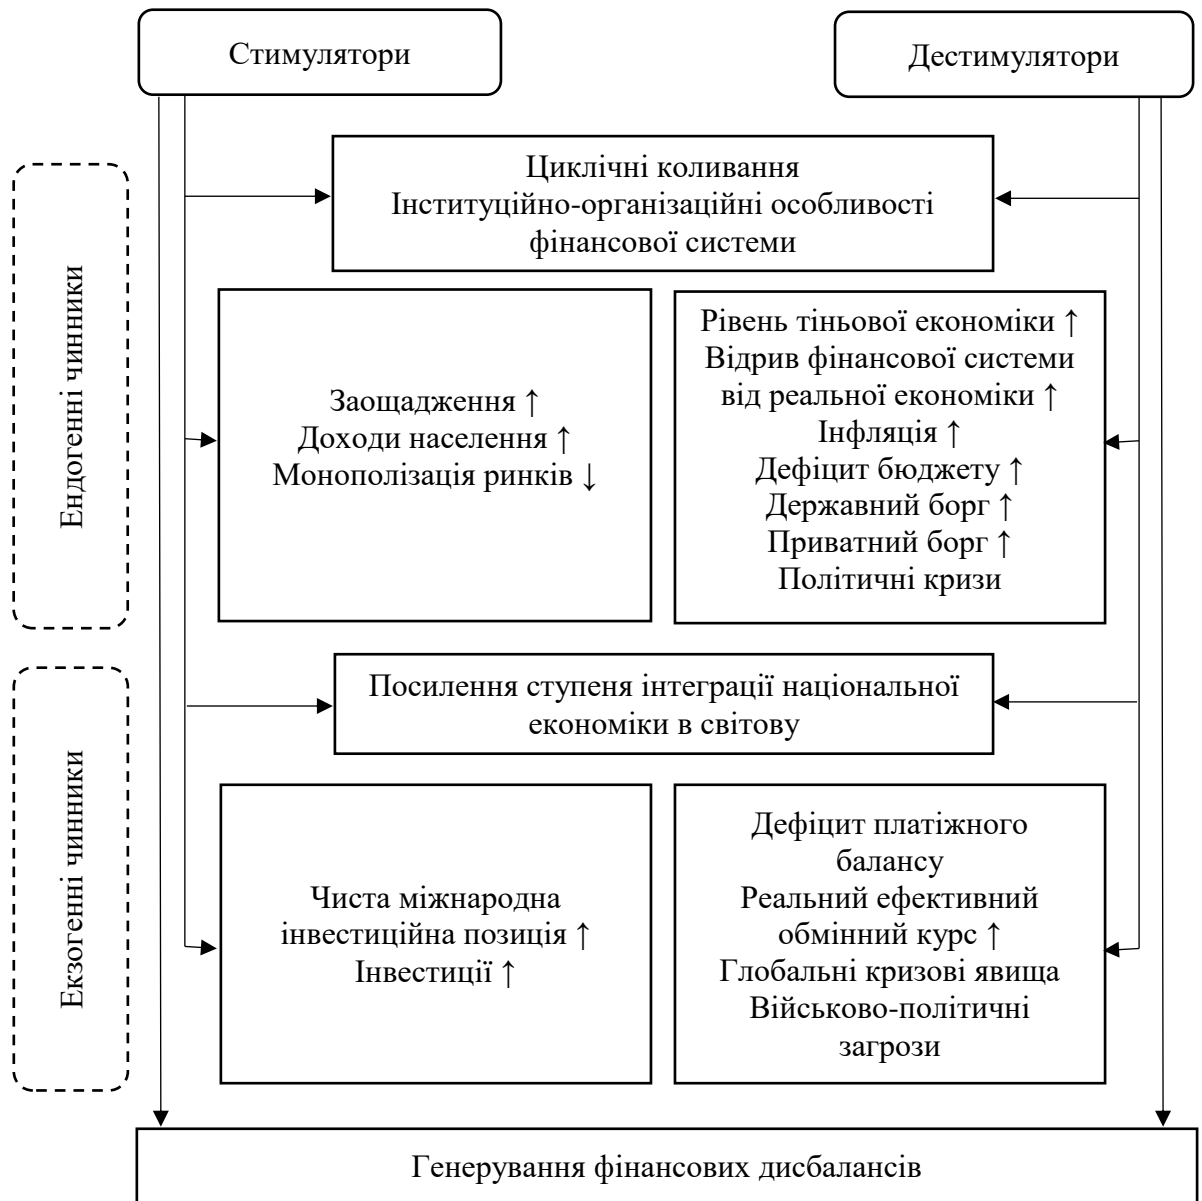 Стимулятори
Дестимулятори
Ендогенні чинники
Циклічні коливання
Інституційно-організаційні особливості
фінансової системи
Заощадження ↑
Доходи населення ↑
Монополізація ринків ↓
Рівень тіньової економіки ↑
Відрив фінансової системи
від реальної економіки ↑
Інфляція ↑
Дефіцит бюджету ↑
Державний борг ↑
Приватний борг ↑
Політичні кризи
Екзогенні чинники
Посилення ступеня інтеграції національної
економіки в світову
Чиста міжнародна
інвестиційна позиція ↑
Інвестиції ↑
Дефіцит платіжного
балансу
Реальний ефективний
обмінний курс ↑
Глобальні кризові явища
Військово-політичні
загрози
Генерування фінансових дисбалансів